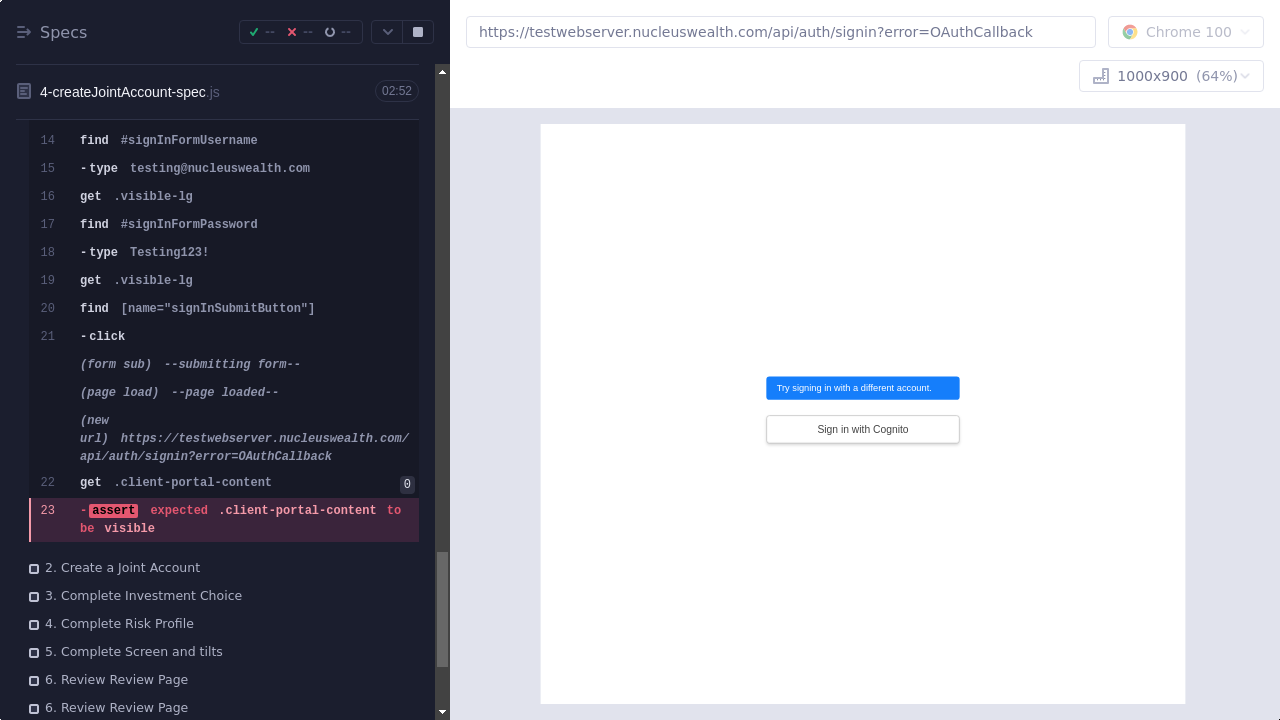 Specs
--
--
--
4-createJointAccount-spec.js
02:52
14 find #signInFormUsername
15 -type testing@nucleuswealth.com
16 get .visible-lg
17 find #signInFormPassword
18 -type Testing123!
19 get .visible-lg
20 find [name="signInSubmitButton"]
21 -click
(form sub) --submitting form--
(page load) --page loaded--
(new
url) https://testwebserver.nucleuswealth.com/
api/auth/signin?error=OAuthCallback
22 get .client-portal-content 0
23 -assert expected .client-portal-content to
be visible
2. Create a Joint Account
3. Complete Investment Choice
4. Complete Risk Profile
5. Complete Screen and tilts
6. Review Review Page
6. Review Review Page
https://testwebserver.nucleuswealth.com/api/auth/signin?error=OAuthCallback
Chrome 100
1000x900 (64%)
Try signing in with a different account.
Sign in with Cognito